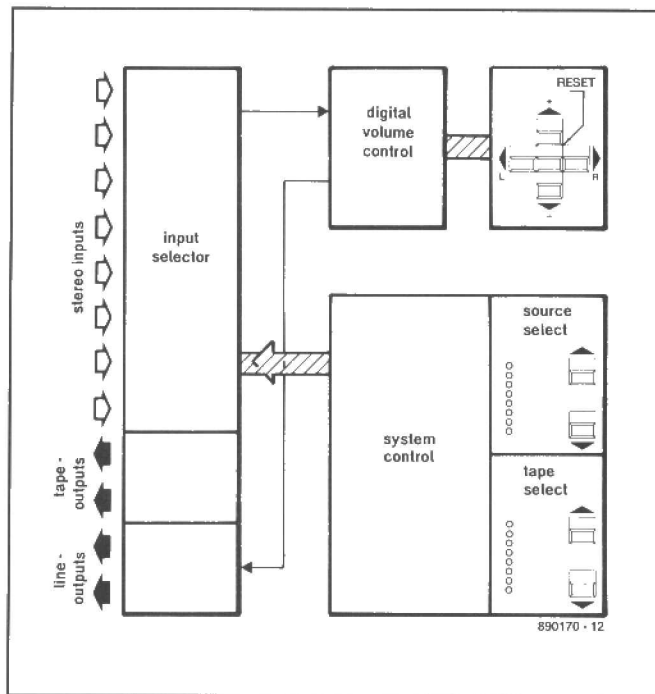 stereo inputs
tape -
outputs
line -
outputs
input
selector
digital
volume
control
RESET
+
L
R
-
system
control
source
select
tape
select
890170 - 12